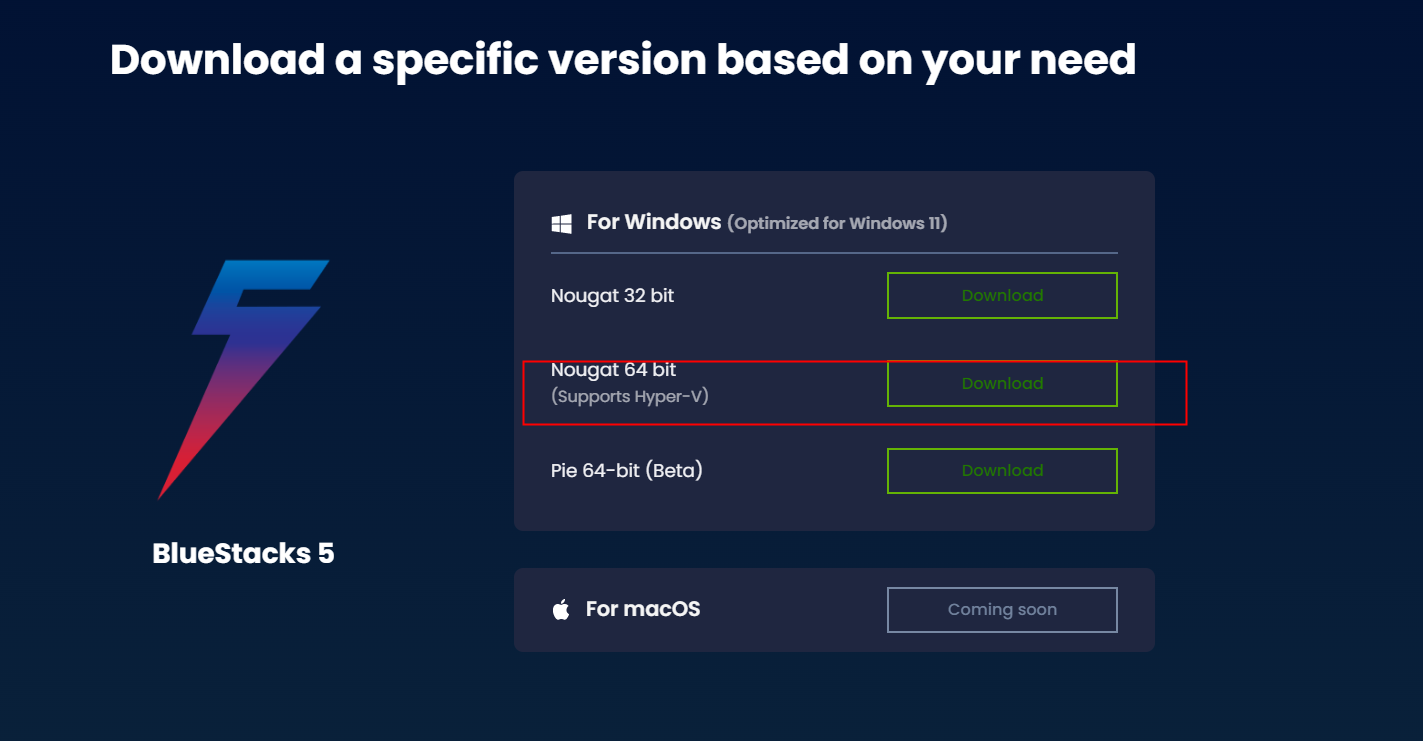 Download a specific version based on your need
For Windows (Optimized for Windows 11)
Nougat 32 bit
Download
Nougat 64 bit
(Supports Hyper-V)
Download
Pie 64-bit (Beta)
Download
BlueStacks 5
For macOS
Coming soon